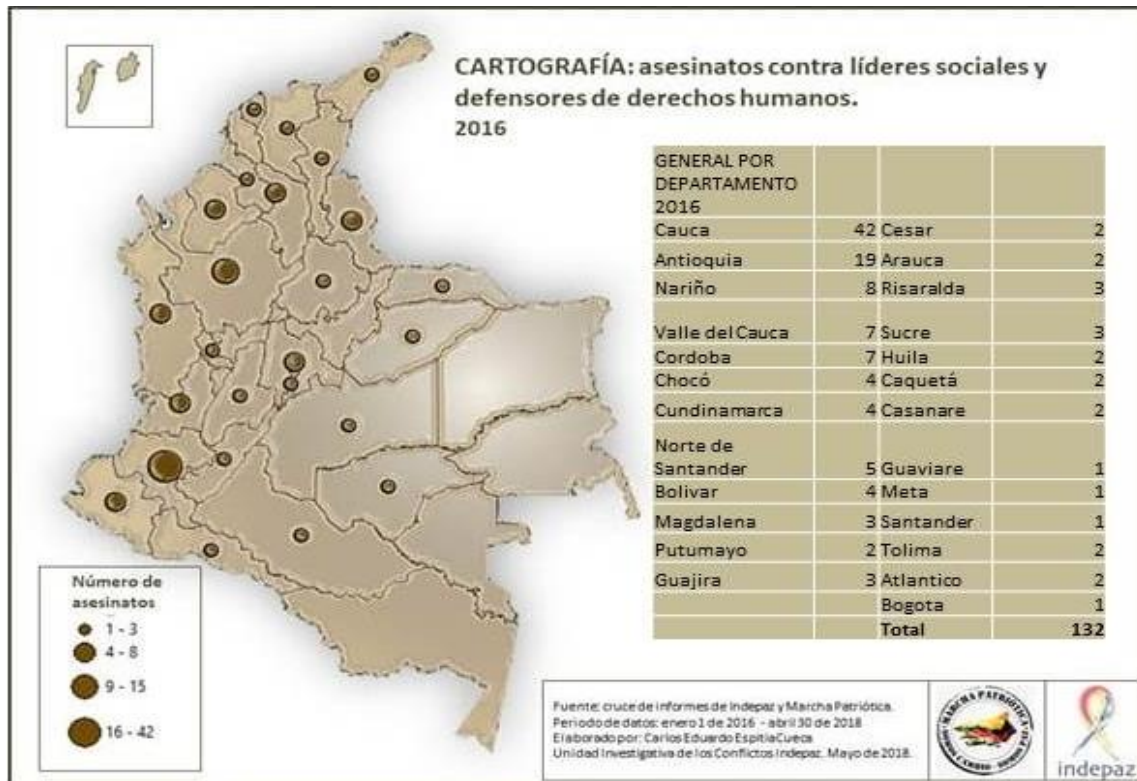 CARTOGRAFÍA: asesinatos contra líderes sociales y
defensores de derechos humanos.
2016
GENERAL POR
DEPARTAMENTO
2016
Cauca 42 Cesar 2
Antioquia 19 Arauca 2
Nariño 8 Risaralda 3
Valle del Cauca 7 Sucre 3
Cordoba 7 Huila 2
Chocó 4 Caquetá 2
Cundinamarca 4 Casanare 2
Norte de
Santander 5 Guaviare 1
Bolivar 4 Meta 1
Magdalena 3 Santander 1
Putumayo 2 Tolima 2
Guajira 3 Atlantico 2
Bogota 1
Total 132
Número de
asesinatos
1 - 3
4 - 8
9 - 15
16 - 42
Fuente: cruce de informes de Indepaz y Marcha Patriótica.
Periodo de datos: enero 1 de 2016 - abril 30 de 2018
Elaborado por: Carlos Eduardo Espitia Cueca
Unidad Investigativa de los Conflictos Indepaz. Mayo de 2018.
MARCHA PATRIÓTICA
indepaz